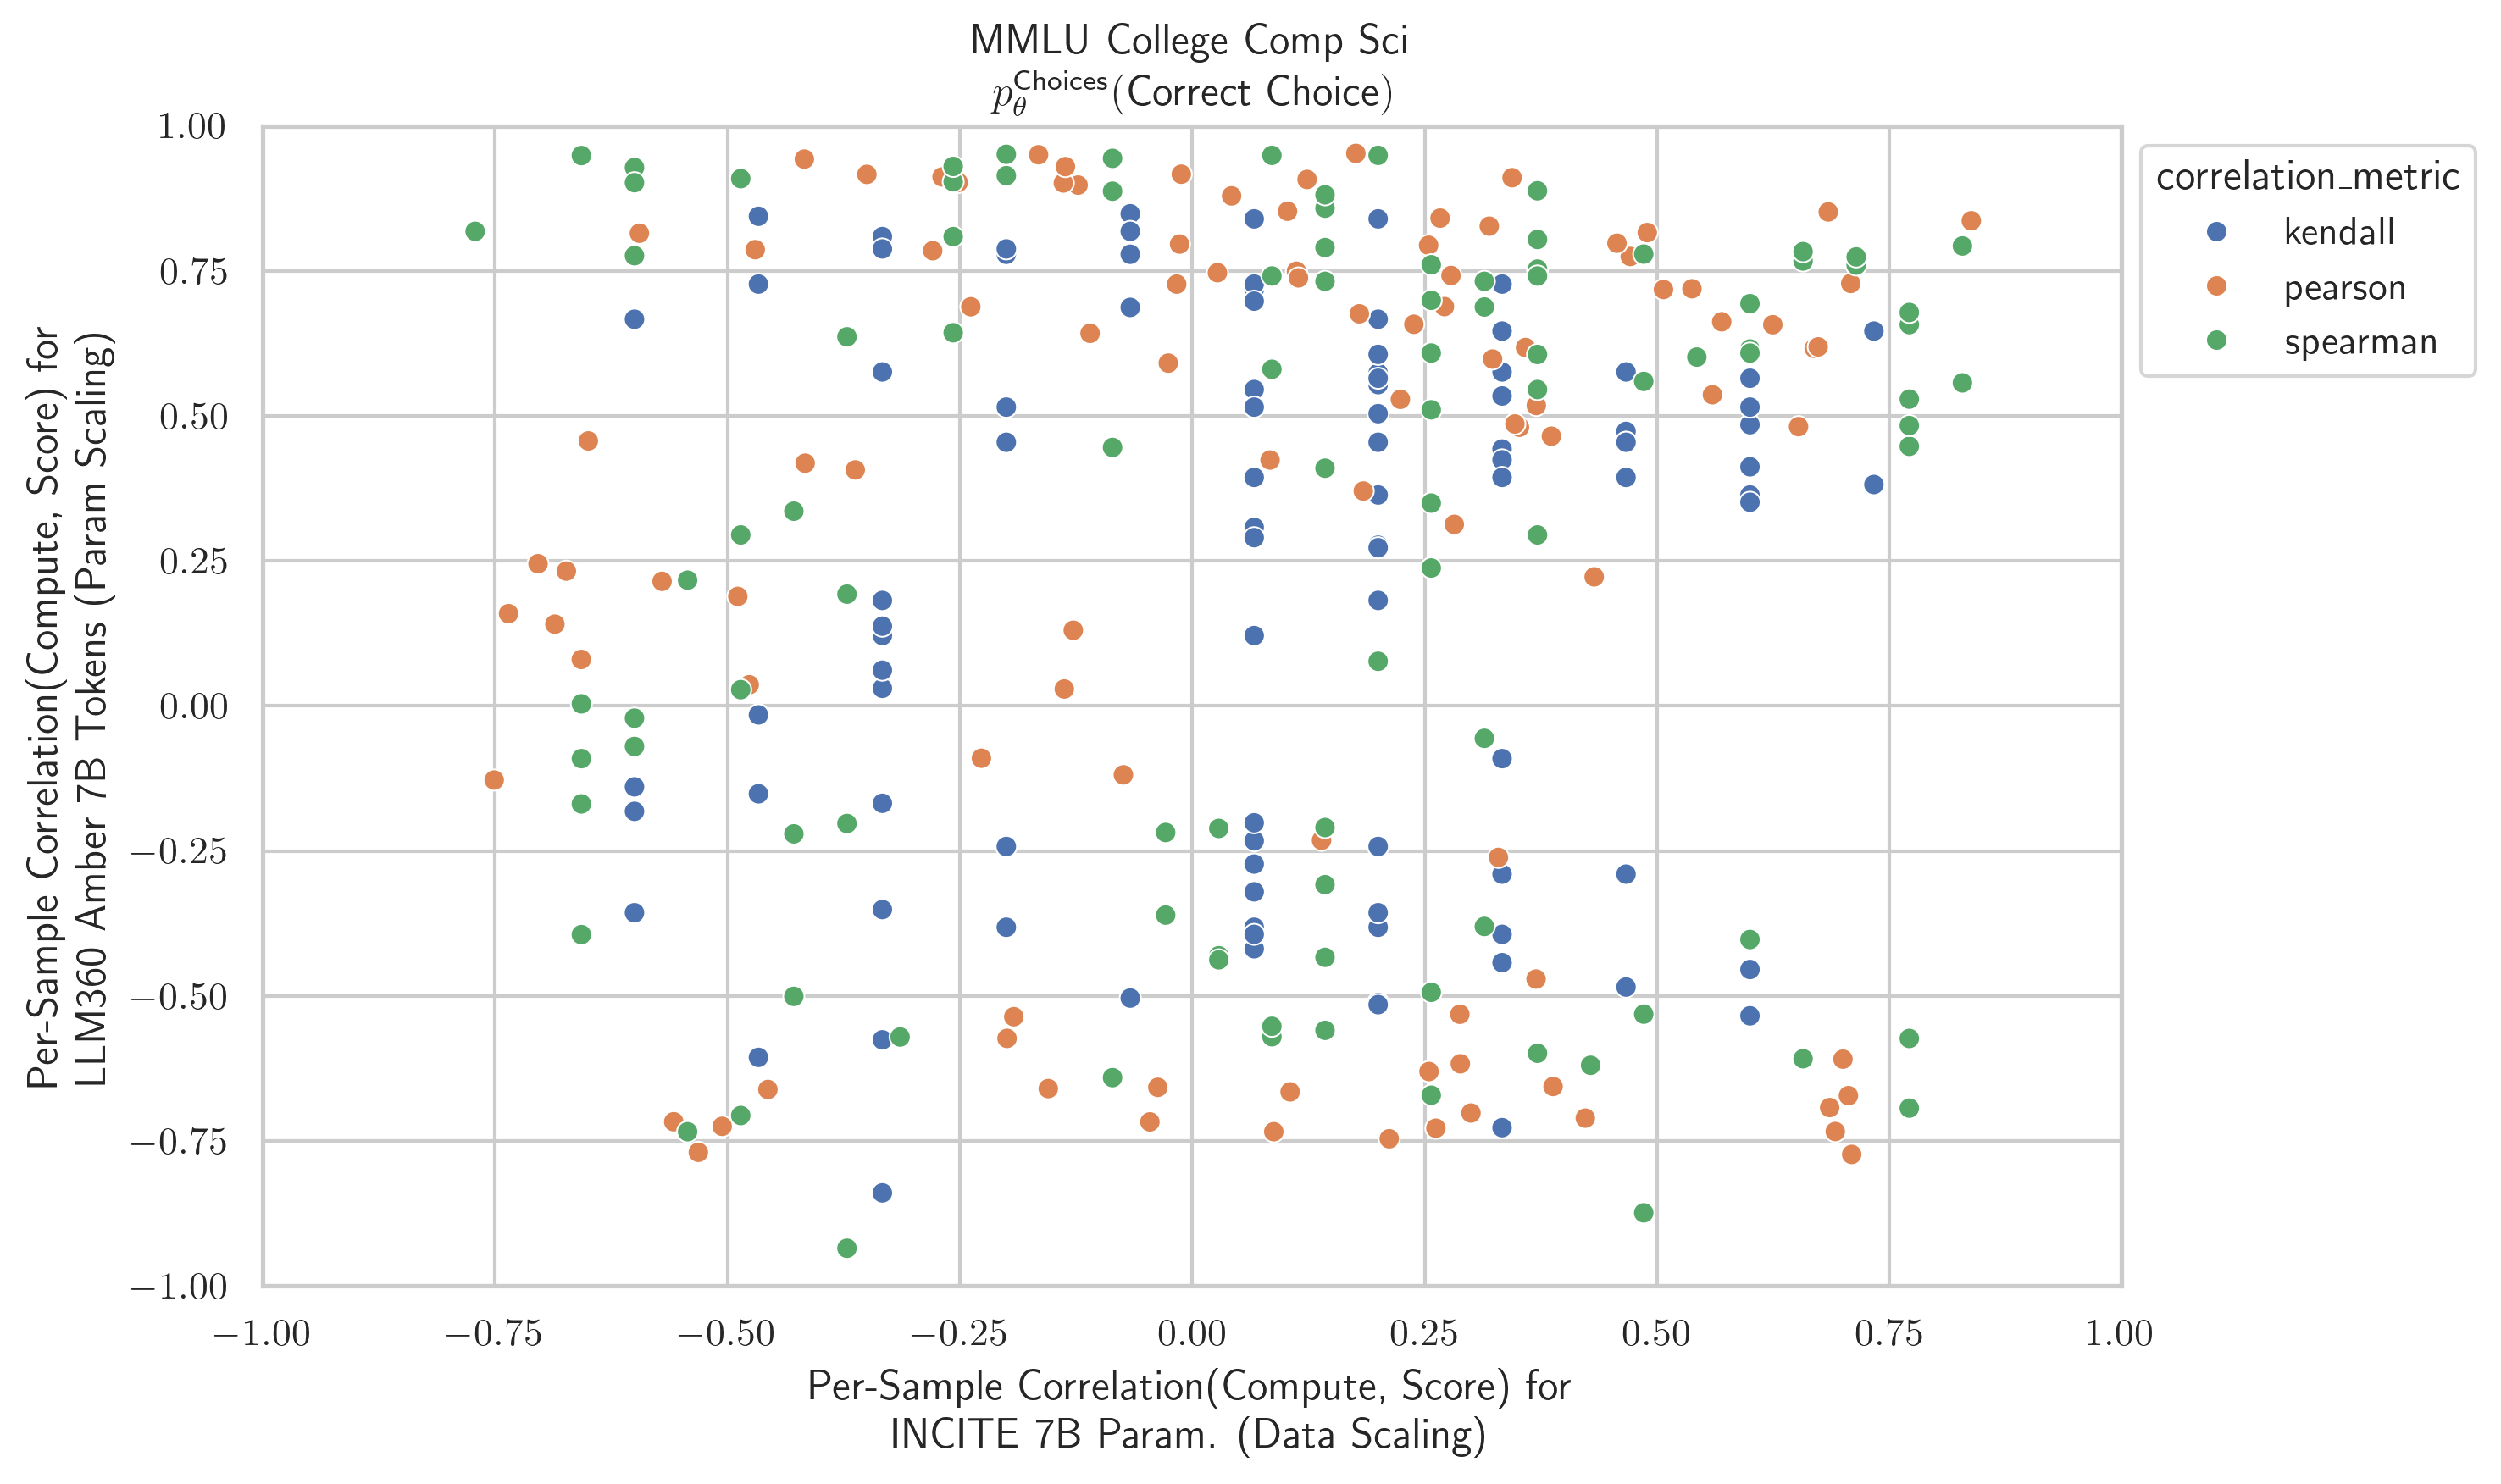 MMLU College Comp Sci
p_θ^Choices(Correct Choice)
1.00
0.75
0.50
0.25
0.00
−0.25
−0.50
−0.75
−1.00
Per-Sample Correlation(Compute, Score) for
LLM360 Amber 7B Tokens (Param Scaling)
−1.00 −0.75 −0.50 −0.25 0.00 0.25 0.50 0.75 1.00
Per-Sample Correlation(Compute, Score) for
INCITE 7B Param. (Data Scaling)
correlation_metric
kendall
pearson
spearman